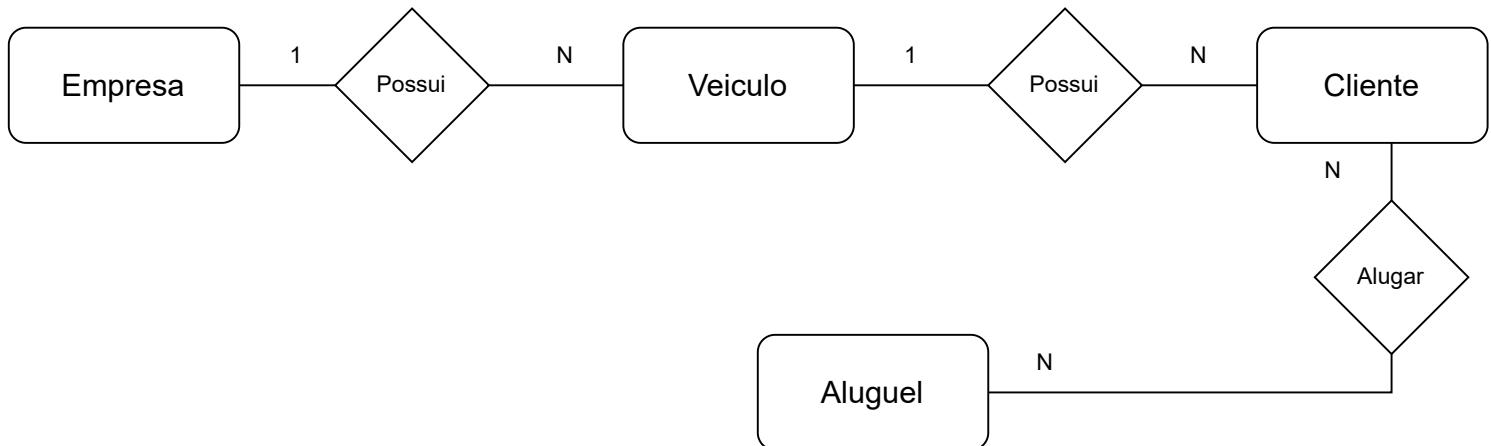 1
N
1
N
Empresa
Possui
Veiculo
Possui
Cliente
N
Alugar
N
Aluguel